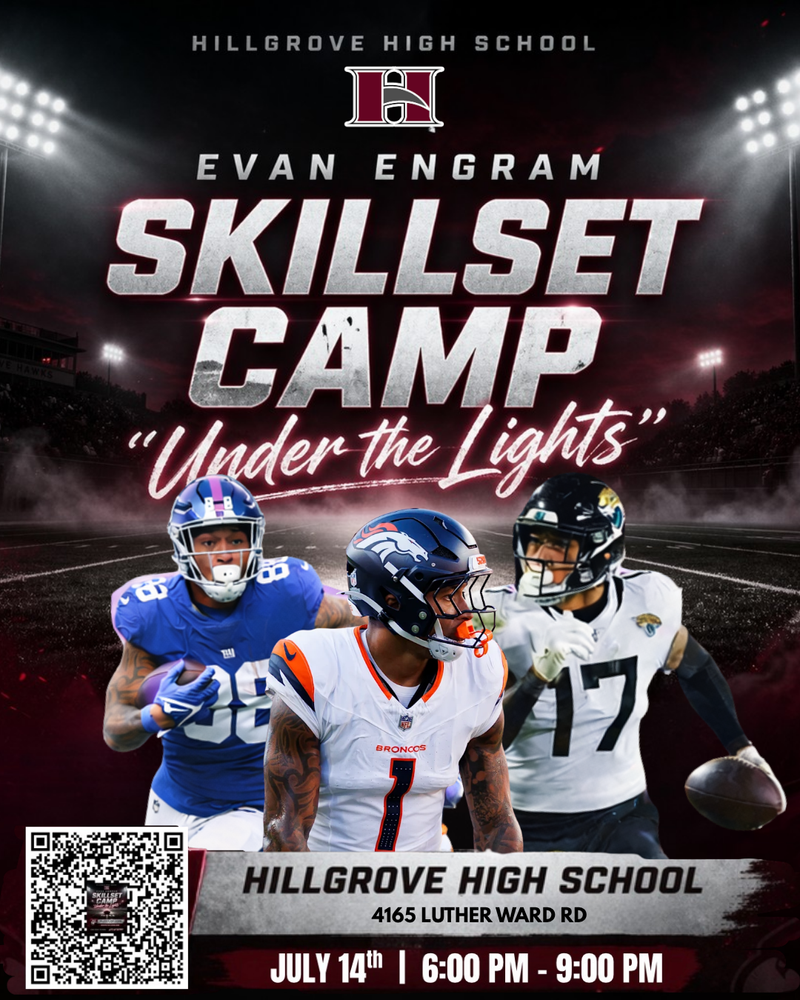 HILLGROVE HIGH SCHOOL
H
EVAN ENGRAM
SKILLSET
CAMP
“Under the Lights”
88
BRONCOS
1
17
HILLGROVE HIGH SCHOOL
4165 LUTHER WARD RD
JULY 14th | 6:00 PM - 9:00 PM